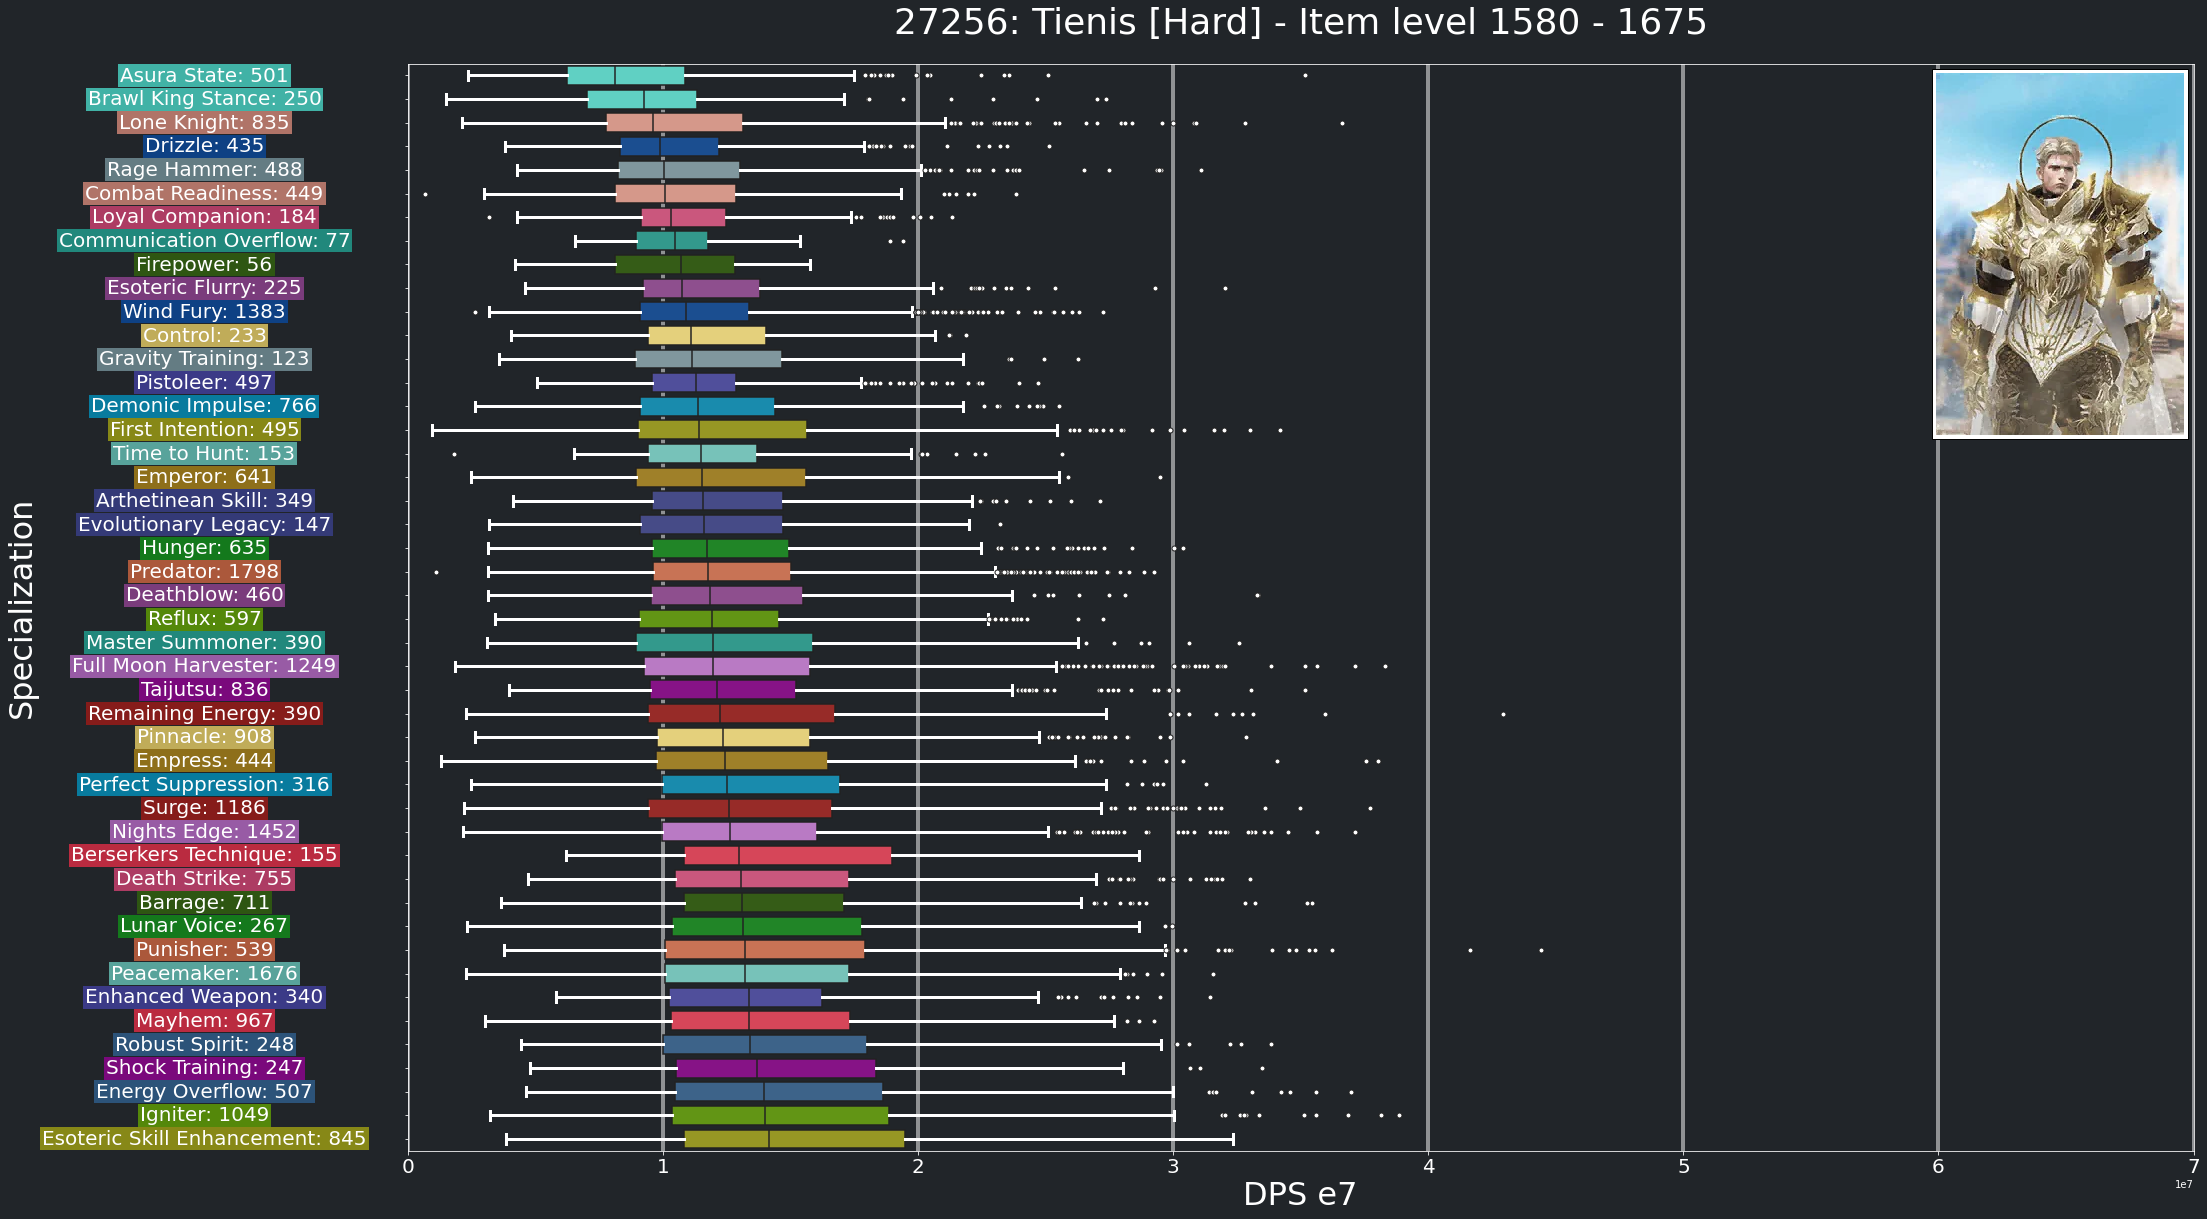 27256: Tienis [Hard] - Item level 1580 - 1675
Specialization
Asura State: 501
Brawl King Stance: 250
Lone Knight: 835
Drizzle: 435
Rage Hammer: 488
Combat Readiness: 449
Loyal Companion: 184
Communication Overflow: 77
Firepower: 56
Esoteric Flurry: 225
Wind Fury: 1383
Control: 233
Gravity Training: 123
Pistoleer: 497
Demonic Impulse: 766
First Intention: 495
Time to Hunt: 153
Emperor: 641
Arthetinean Skill: 349
Evolutionary Legacy: 147
Hunger: 635
Predator: 1798
Deathblow: 460
Reflux: 597
Master Summoner: 390
Full Moon Harvester: 1249
Taijutsu: 836
Remaining Energy: 390
Pinnacle: 908
Empress: 444
Perfect Suppression: 316
Surge: 1186
Nights Edge: 1452
Berserkers Technique: 155
Death Strike: 755
Barrage: 711
Lunar Voice: 267
Punisher: 539
Peacemaker: 1676
Enhanced Weapon: 340
Mayhem: 967
Robust Spirit: 248
Shock Training: 247
Energy Overflow: 507
Igniter: 1049
Esoteric Skill Enhancement: 845
0 1 2 3 4 5 6 7
DPS e7
1e7